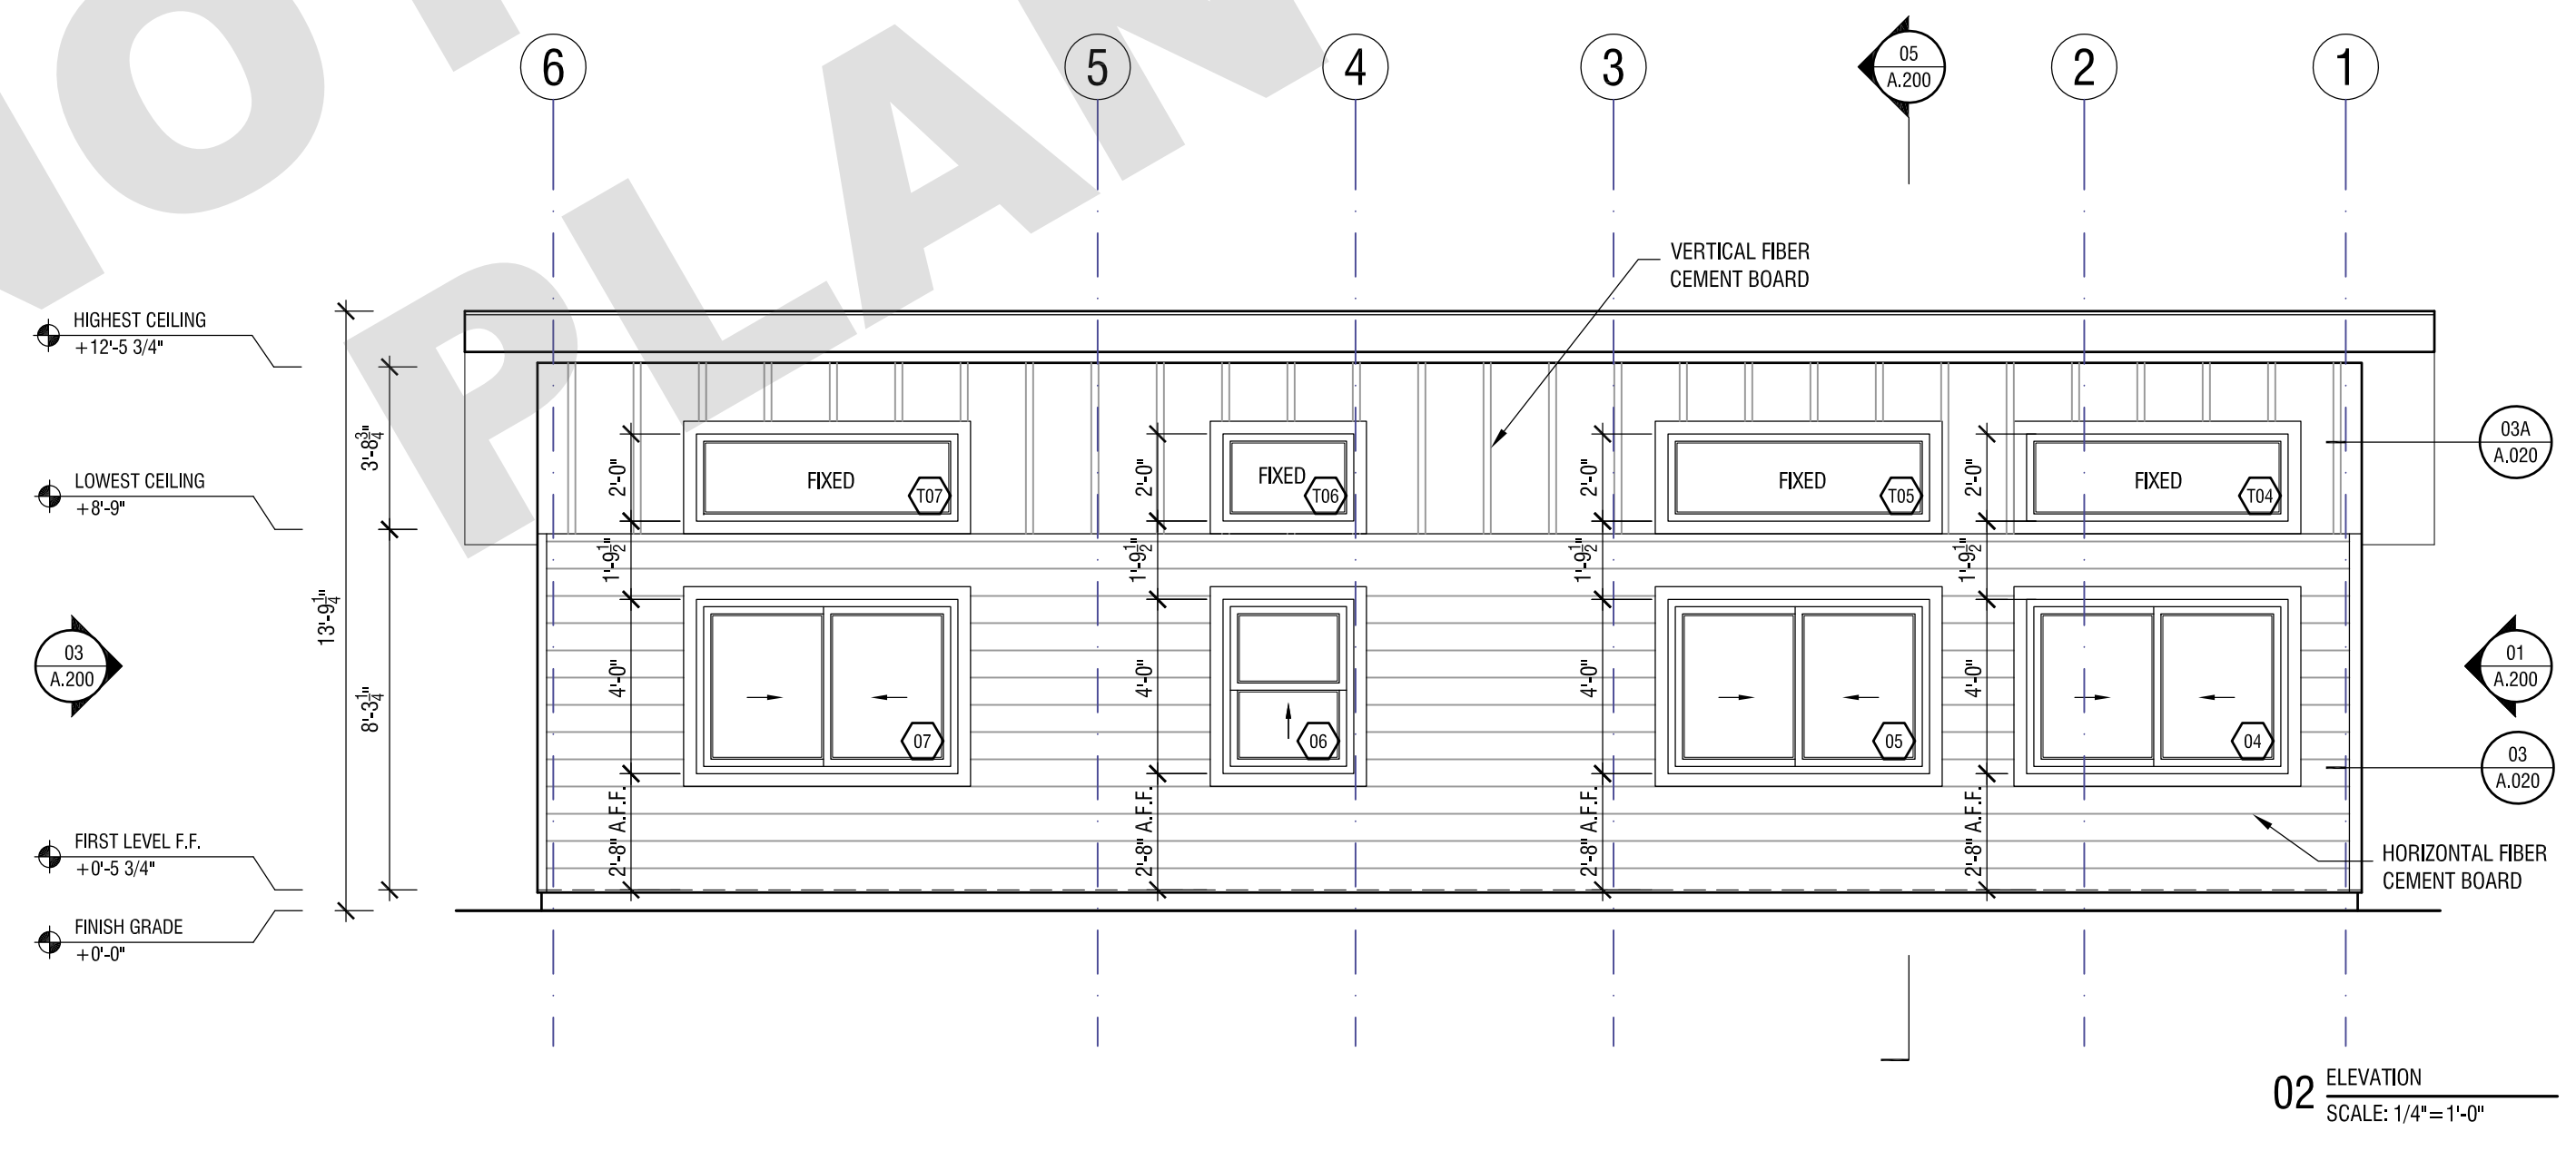 NOT
PLAN
6
5
4
3
05
A.200
2
1
VERTICAL FIBER
CEMENT BOARD
HIGHEST CEILING
+12'-5 3/4"
LOWEST CEILING
+8'-9"
FIRST LEVEL F.F.
+0'-5 3/4"
FINISH GRADE
+0'-0"
03
A.200
13'-9 1/4"
3'-8 3/4"
8'-3 1/4"
2'-0"
1'-9 1/2"
4'-0"
2'-8" A.F.F.
FIXED
T07
07
2'-0"
1'-9 1/2"
4'-0"
2'-8" A.F.F.
FIXED
T06
06
2'-0"
1'-9 1/2"
4'-0"
2'-8" A.F.F.
FIXED
T05
05
2'-0"
1'-9 1/2"
4'-0"
2'-8" A.F.F.
FIXED
T04
04
03A
A.020
01
A.200
03
A.020
HORIZONTAL FIBER
CEMENT BOARD
02
ELEVATION
SCALE: 1/4"=1'-0"